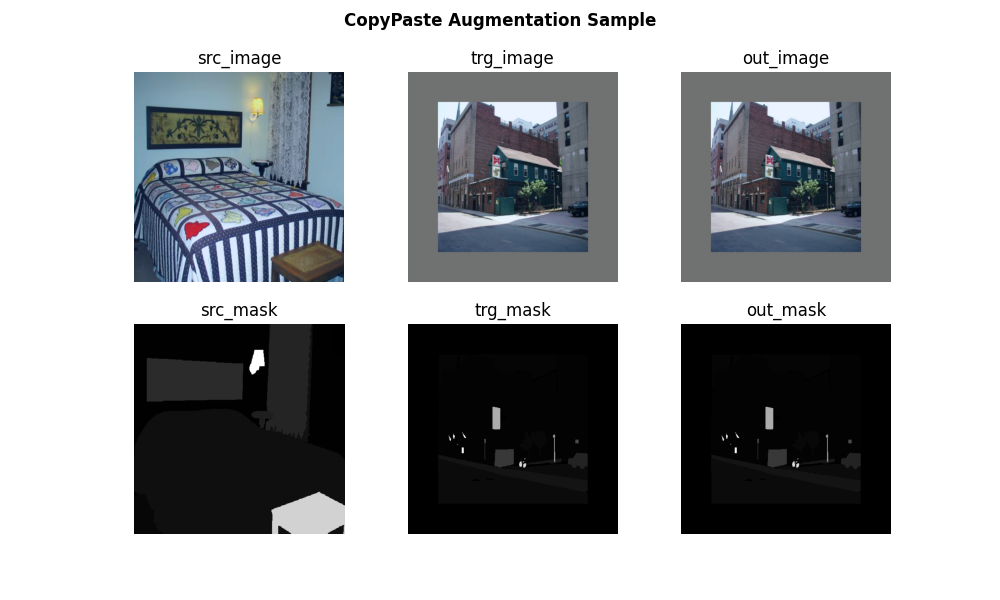 CopyPaste Augmentation Sample
src_image
trg_image
out_image
src_mask
trg_mask
out_mask